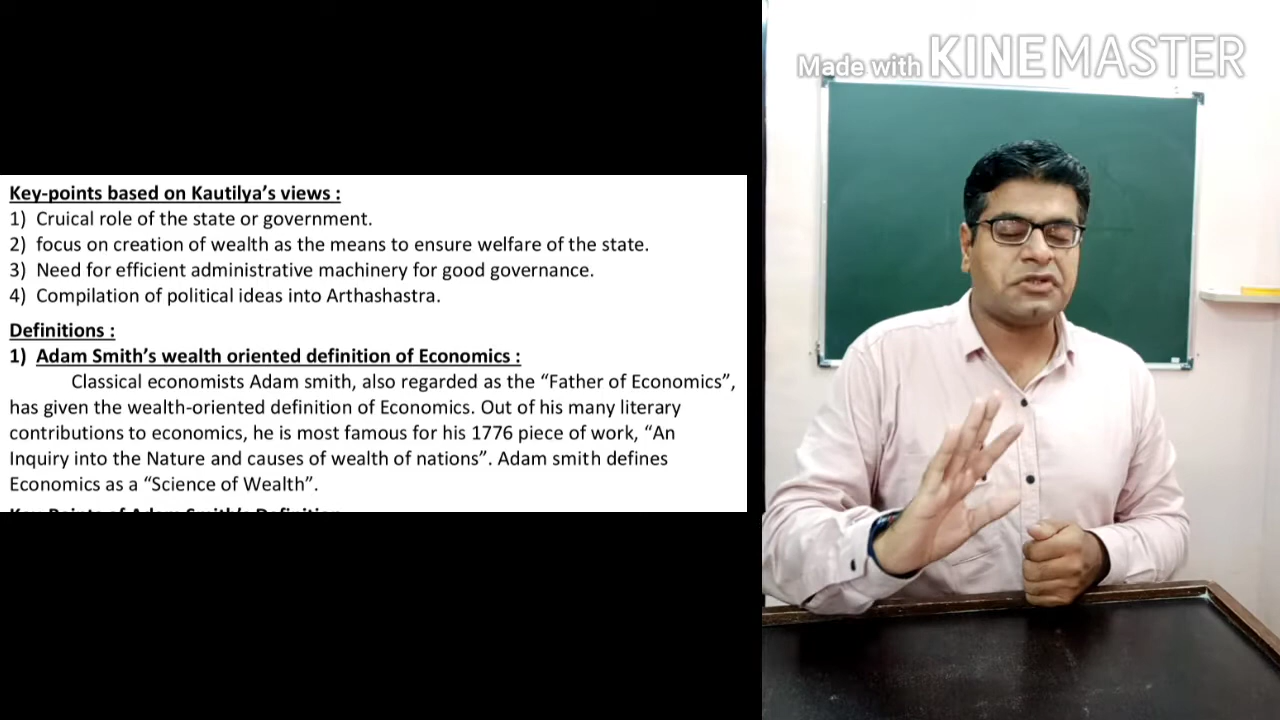 Made with KINEMASTER
Key-points based on Kautilya's views :
1) Cruical role of the state or government.
2) focus on creation of wealth as the means to ensure welfare of the state.
3) Need for efficient administrative machinery for good governance.
4) Compilation of political ideas into Arthashastra.
Definitions :
1) Adam Smith's wealth oriented definition of Economics :
Classical economists Adam smith, also regarded as the “Father of Economics”,
has given the wealth-oriented definition of Economics. Out of his many literary
contributions to economics, he is most famous for his 1776 piece of work, “An
Inquiry into the Nature and causes of wealth of nations”. Adam smith defines
Economics as a “Science of Wealth”.